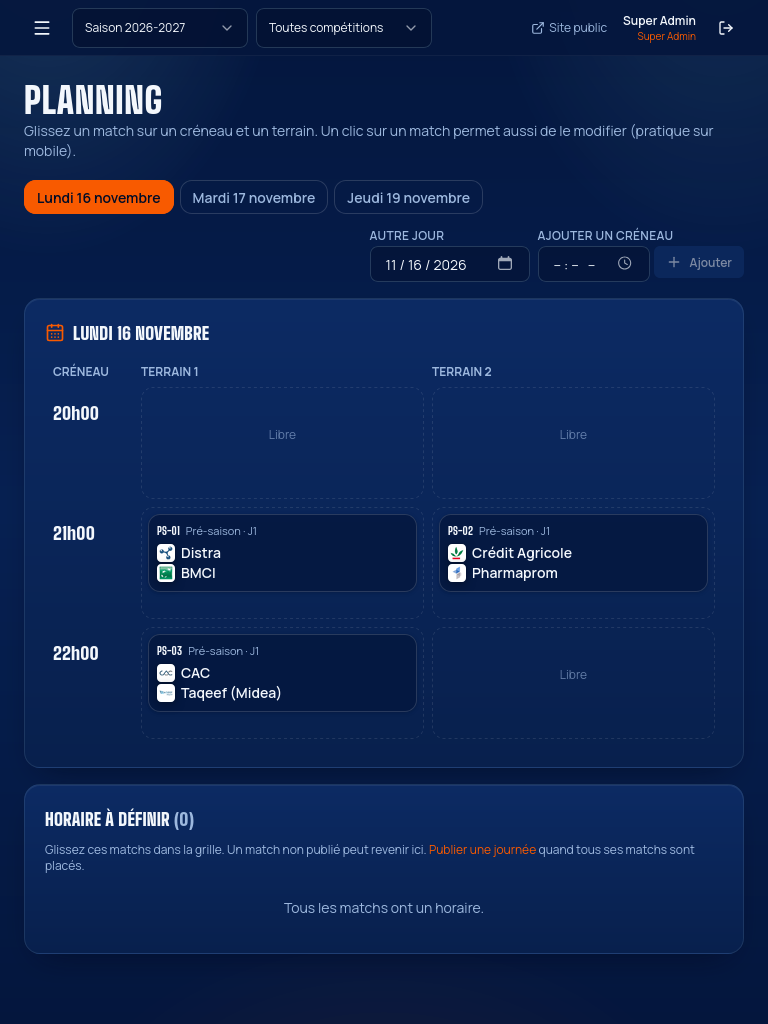 Saison 2026-2027
Toutes compétitions
Site public
Super Admin
Super Admin
PLANNING
Glissez un match sur un créneau et un terrain. Un clic sur un match permet aussi de le modifier (pratique sur
mobile).
Lundi 16 novembre
Mardi 17 novembre
Jeudi 19 novembre
AUTRE JOUR
AJOUTER UN CRÉNEAU
11 / 16 / 2026
-- : -- --
Ajouter
LUNDI 16 NOVEMBRE
CRÉNEAU
TERRAIN 1
TERRAIN 2
20h00
Libre
Libre
21h00
PS-01 Pré-saison · J1
Distra
BMCI
PS-02 Pré-saison · J1
Crédit Agricole
Pharmaprom
22h00
PS-03 Pré-saison · J1
CAC
Taqeef (Midea)
Libre
HORAIRE À DÉFINIR (0)
Glissez ces matchs dans la grille. Un match non publié peut revenir ici. Publier une journée quand tous ses matchs sont
placés.
Tous les matchs ont un horaire.